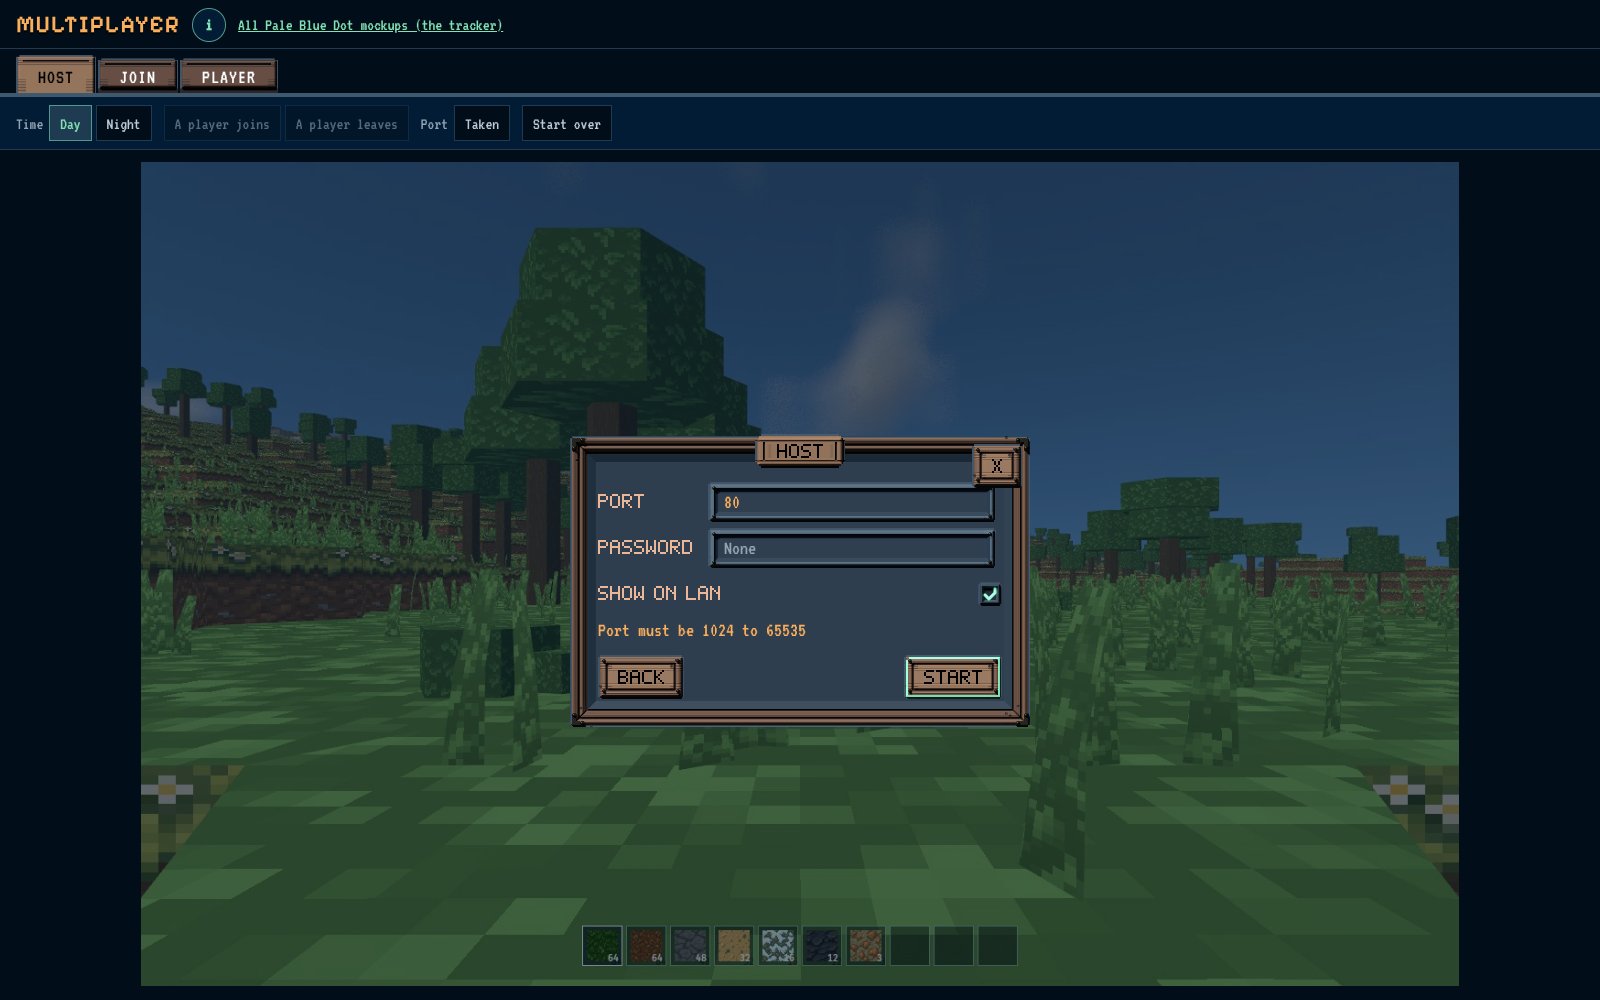 MULTIPLAYER i All Pale Blue Dot mockups (the tracker)
HOST JOIN PLAYER
Time Day Night A player joins A player leaves Port Taken Start over
HOST
X
PORT 80
PASSWORD None
SHOW ON LAN
Port must be 1024 to 65535
BACK START
64 64 48 32 26 12 3